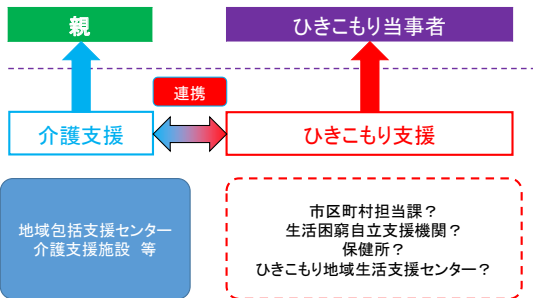 親
ひきこもり当事者
連携
介護支援
ひきこもり支援
地域包括支援センター
介護支援施設 等
市区町村担当課？
生活困窮自立支援機関？
保健所？
ひきこもり地域生活支援センター？